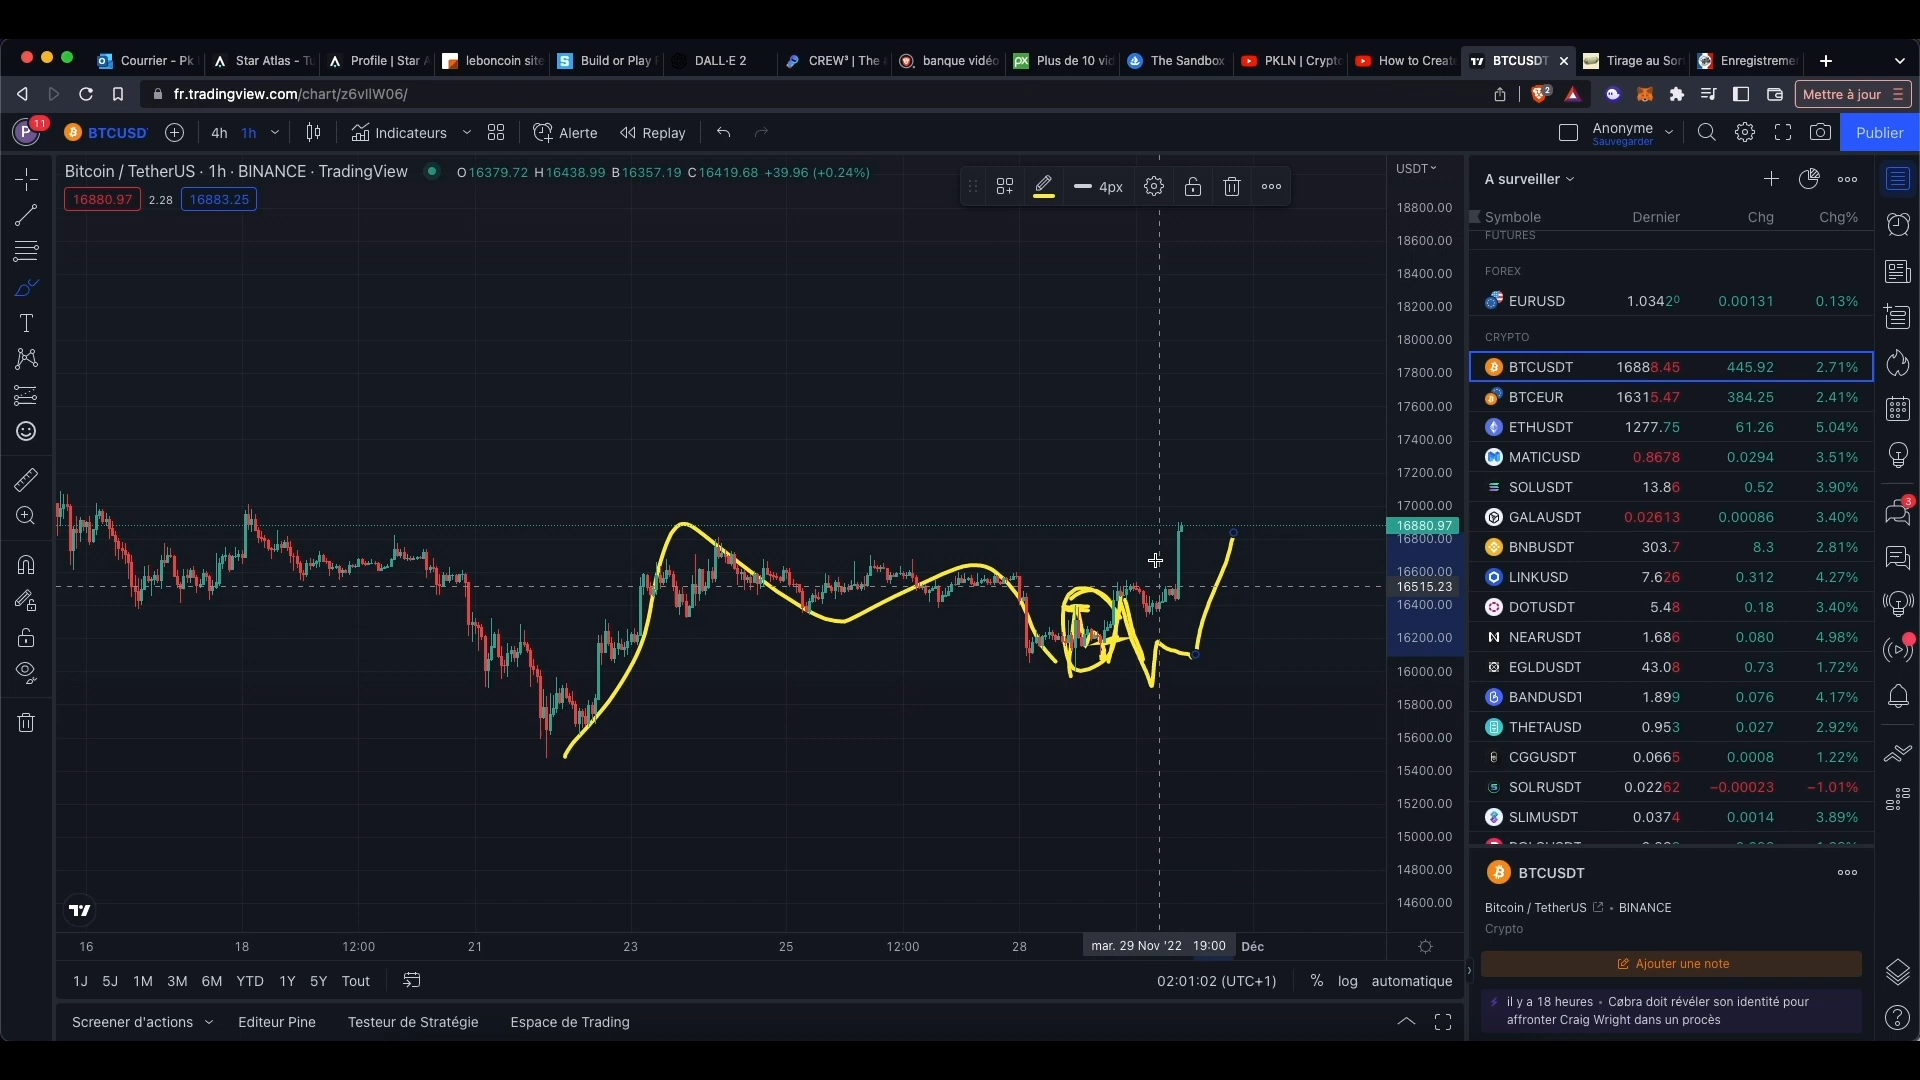 Courrier - Pk
Star Atlas - Tu
Profile | Star A
leboncoin site
Build or Play
DALL·E 2
CREW³ | The
banque vidéo
Plus de 10 vid
The Sandbox
PKLN | Crypto
How to Create
BTCUSDT
Tirage au Sor
Enregistreme
fr.tradingview.com/chart/z6vIlW06/
2
Mettre à jour
P
11
BTCUSD
4h
1h
Indicateurs
Alerte
Replay
Anonyme
Sauvegarder
Publier
Bitcoin / TetherUS · 1h · BINANCE · TradingView
O16379.72 H16438.99 B16357.19 C16419.68 +39.96 (+0.24%)
16880.97
2.28
16883.25
4px
USDT
18800.00
18600.00
18400.00
18200.00
18000.00
17800.00
17600.00
17400.00
17200.00
17000.00
16880.97
16800.00
16600.00
16515.23
16400.00
16200.00
16000.00
15800.00
15600.00
15400.00
15200.00
15000.00
14800.00
14600.00
16
18
12:00
21
23
25
12:00
28
mar. 29 Nov '22 19:00
Déc
1J
5J
1M
3M
6M
YTD
1Y
5Y
Tout
02:01:02 (UTC+1)
%
log
automatique
Screener d'actions
Editeur Pine
Testeur de Stratégie
Espace de Trading
A surveiller
Symbole Dernier Chg Chg%
FUTURES
FOREX
EURUSD 1.03420 0.00131 0.13%
CRYPTO
BTCUSDT 16888.45 445.92 2.71%
BTCEUR 16315.47 384.25 2.41%
ETHUSDT 1277.75 61.26 5.04%
MATICUSD 0.8678 0.0294 3.51%
SOLUSDT 13.86 0.52 3.90%
GALAUSDT 0.02613 0.00086 3.40%
BNBUSDT 303.7 8.3 2.81%
LINKUSD 7.626 0.312 4.27%
DOTUSDT 5.48 0.18 3.40%
NEARUSDT 1.686 0.080 4.98%
EGLDUSDT 43.08 0.73 1.72%
BANDUSDT 1.899 0.076 4.17%
THETAUSD 0.953 0.027 2.92%
CGGUSDT 0.0665 0.0008 1.22%
SOLRUSDT 0.02262 −0.00023 −1.01%
SLIMUSDT 0.0374 0.0014 3.89%
BTCUSDT
Bitcoin / TetherUS • BINANCE
Crypto
Ajouter une note
il y a 18 heures • Cøbra doit révéler son identité pour
affronter Craig Wright dans un procès
3